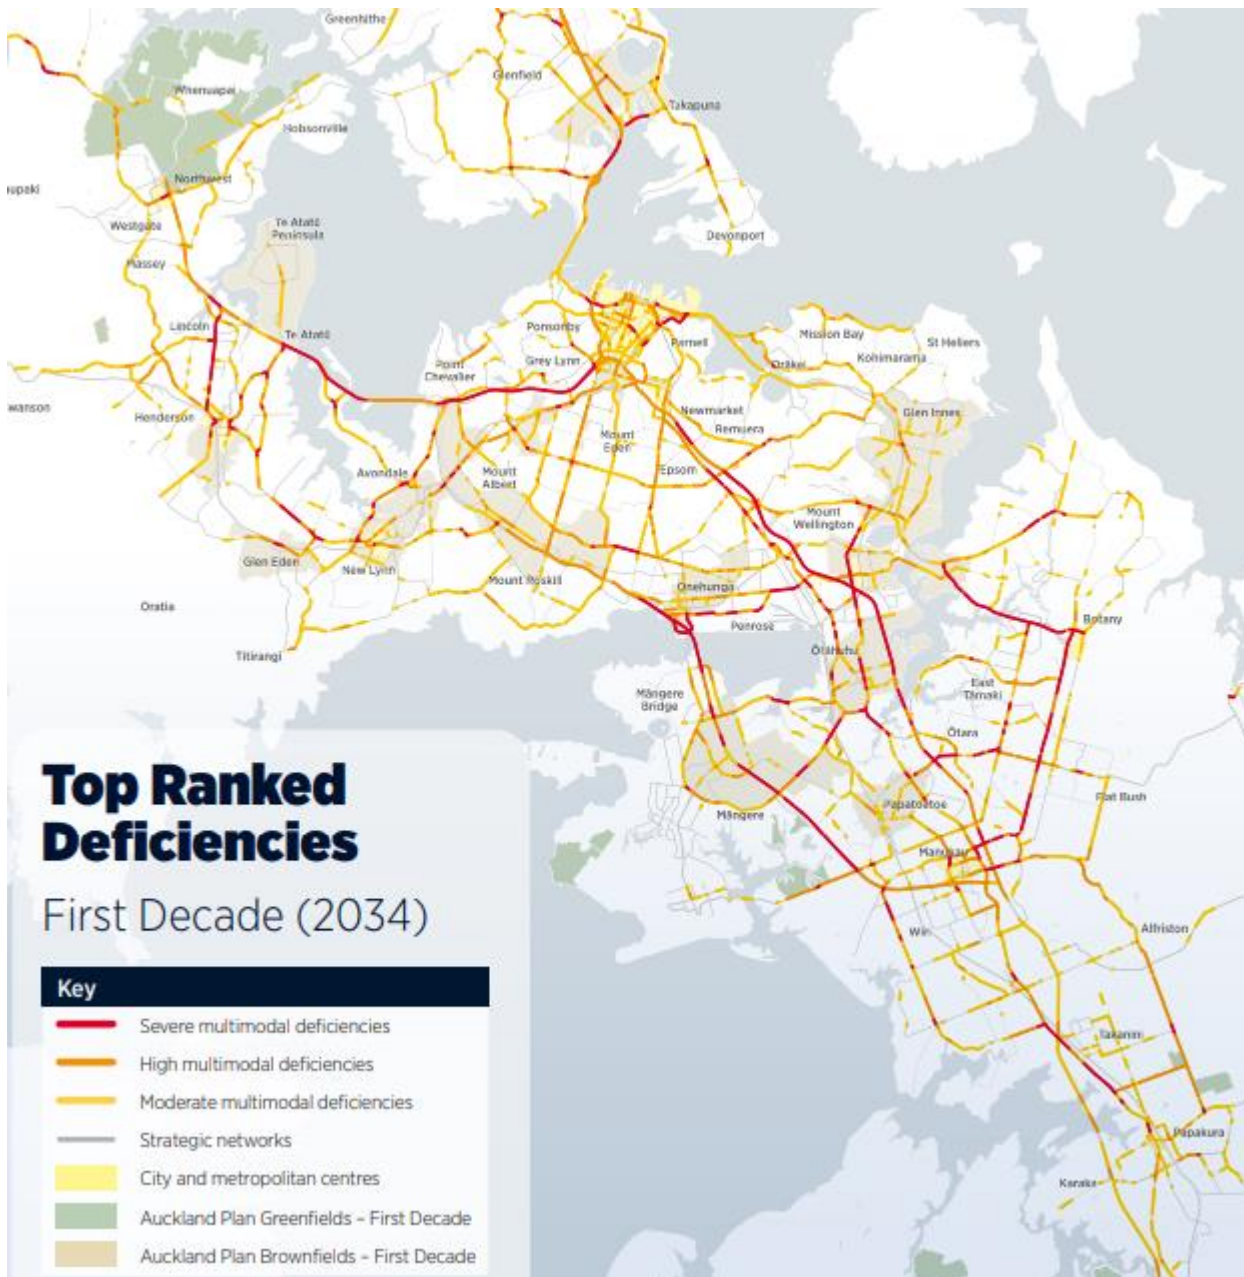 Greenhithe
Glenfield
Whenuapai
Takapuna
Hobsonville
Northwest
aupaki
Te Atatū
Peninsula
Westgate
Devonport
Massey
Lincoln
Te Atatū
Ponsonby
Parnell
Mission Bay
St Heliers
Kohimarama
Point
Chevalier
Grey Lynn
Ōrākei
wanson
Henderson
Newmarket
Remuera
Glen Innes
Mount
Eden
Avondale
Mount
Albert
Epsom
Mount
Wellington
Glen Eden
New Lynn
Mount Roskill
Onehunga
Oratia
Penrose
Botany
Titirangi
Ōtāhuhu
Māngere
Bridge
East
Tāmaki
Ōtara
Top Ranked
Deficiencies
First Decade (2034)
Flat Bush
Papatoetoe
Māngere
Manukau
Wiri
Alfriston
Takanini
Papakura
Karaka
Key
Severe multimodal deficiencies
High multimodal deficiencies
Moderate multimodal deficiencies
Strategic networks
City and metropolitan centres
Auckland Plan Greenfields – First Decade
Auckland Plan Brownfields – First Decade